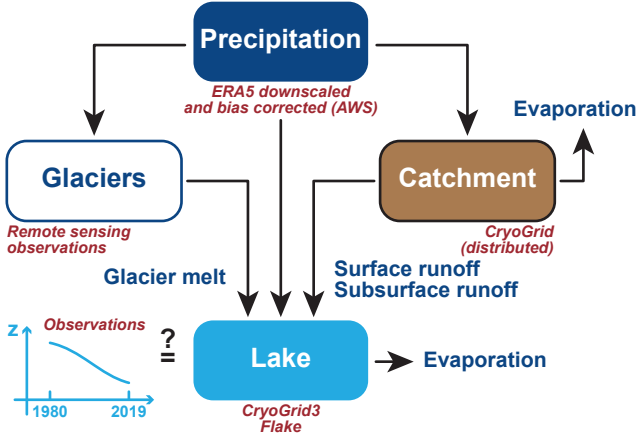 Precipitation
ERA5 downscaled
and bias corrected (AWS)
Evaporation
Glaciers
Catchment
Remote sensing
observations
CryoGrid
(distributed)
Glacier melt
Surface runoff
Subsurface runoff
Observations
z
?
=
Lake
Evaporation
1980
2019
CryoGrid3
Flake